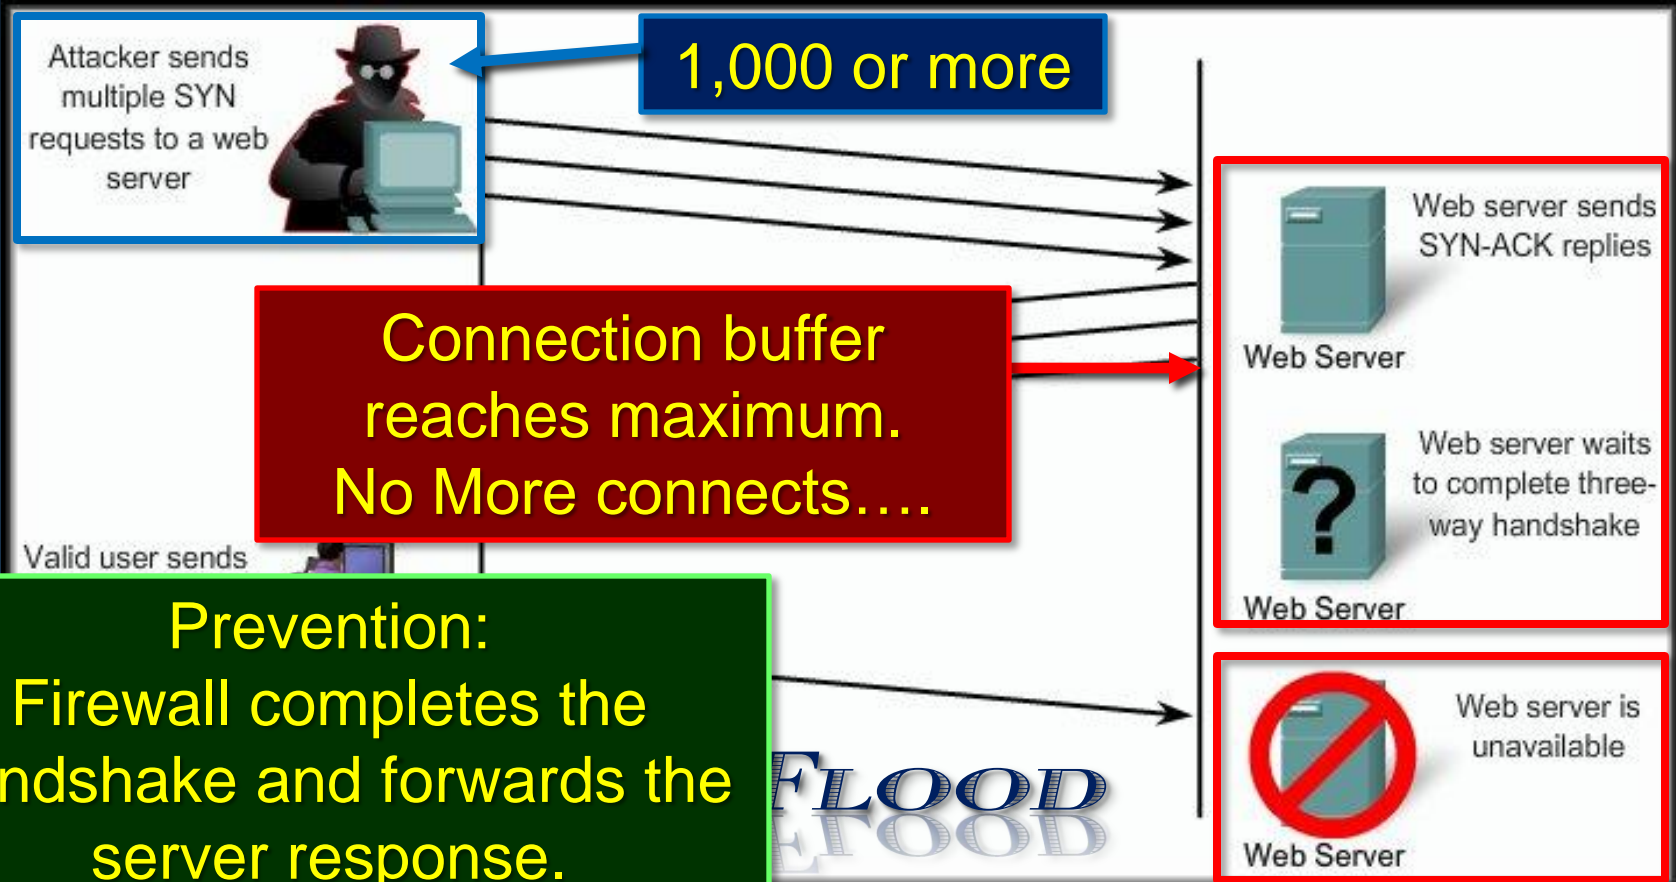 Attacker sends
multiple SYN
requests to a web
server
1,000 or more
Web server sends
SYN-ACK replies
Web Server
Connection buffer
reaches maximum.
No More connects....
Web server waits
to complete three-
way handshake
Web Server
Valid user sends
Prevention:
Firewall completes the
ndshake and forwards the
server response.
FLOOD
Web server is
unavailable
Web Server